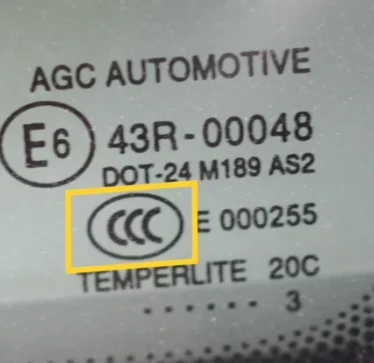 AGC AUTOMOTIVE
E6 43R-00048
DOT-24 M189 AS2
CCC E 000255
TEMPERLITE 20C
...... 3